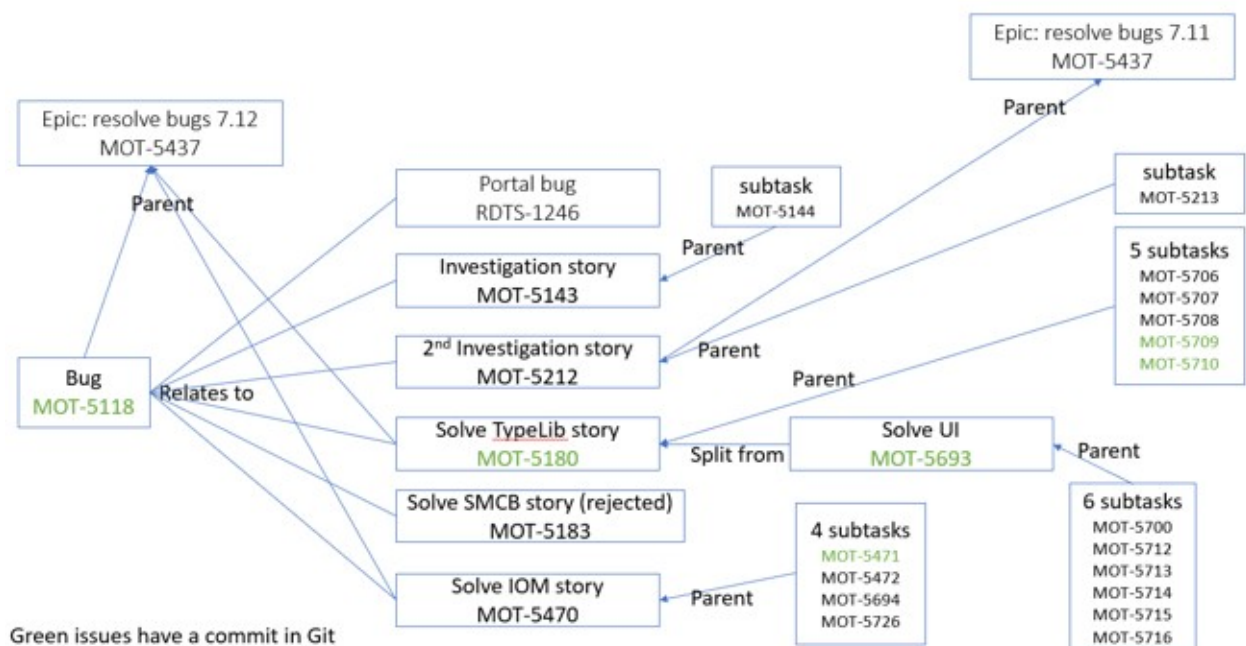 Epic: resolve bugs 7.11
MOT-5437
Parent
Epic: resolve bugs 7.12
MOT-5437
Parent
Portal bug
RDTS-1246
subtask
MOT-5144
Parent
subtask
MOT-5213
Investigation story
MOT-5143
5 subtasks
MOT-5706
MOT-5707
MOT-5708
MOT-5709
MOT-5710
2nd Investigation story
MOT-5212
Parent
Parent
Bug
MOT-5118
Relates to
Solve TypeLib story
MOT-5180
Split from
Solve UI
MOT-5693
Parent
Solve SMCB story (rejected)
MOT-5183
6 subtasks
MOT-5700
MOT-5712
MOT-5713
MOT-5714
MOT-5715
MOT-5716
4 subtasks
MOT-5471
MOT-5472
MOT-5694
MOT-5726
Parent
Solve IOM story
MOT-5470
Green issues have a commit in Git